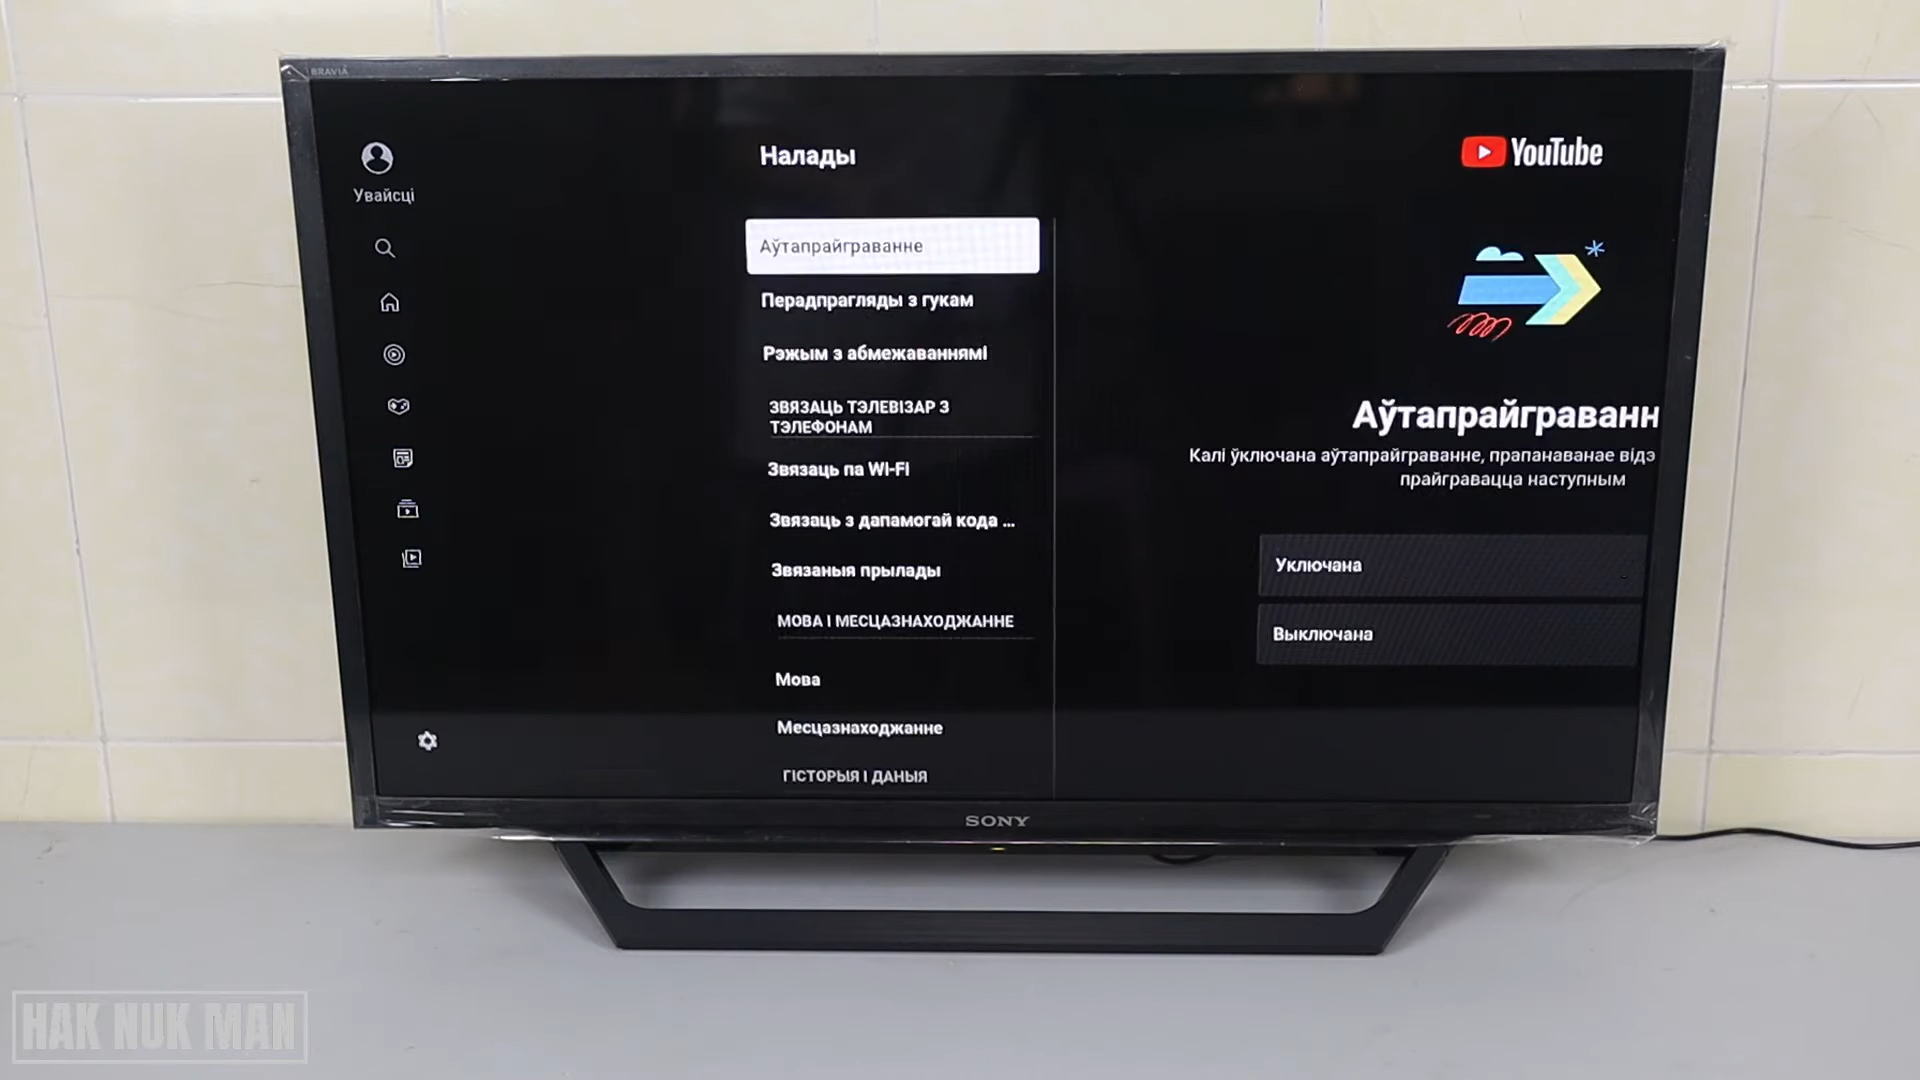 BRAVIA
Увайсці
Налады
Аўтапрайграванне
Перадпрагляды з гукам
Рэжым з абмежаваннямі
ЗВЯЗАЦЬ ТЭЛЕВІЗАР З
ТЭЛЕФОНАМ
Звязаць па Wi-Fi
Звязаць з дапамогай кода ...
Звязаныя прылады
МОВА І МЕСЦАЗНАХОДЖАННЕ
Мова
Месцазнаходжанне
ГІСТОРЫЯ І ДАНЫЯ
YouTube
Аўтапрайграванн
Калі ўключана аўтапрайграванне, прапанаванае відэ
прайгравацца наступным
Уключана
Выключана
SONY
HAK NUK MAN